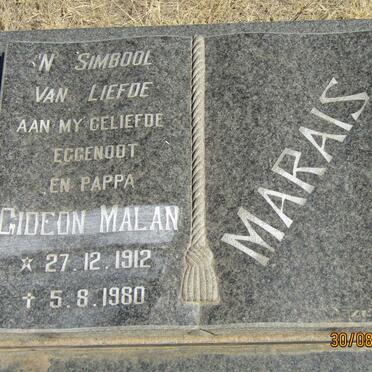 'N SIMBOOL
VAN LIEFDE
AAN MY GELIEFDE
EGGENOOT
EN PAPPA
GIDEON MALAN
MARAIS
* 27.12.1912
✝ 5.8.1980
30/08